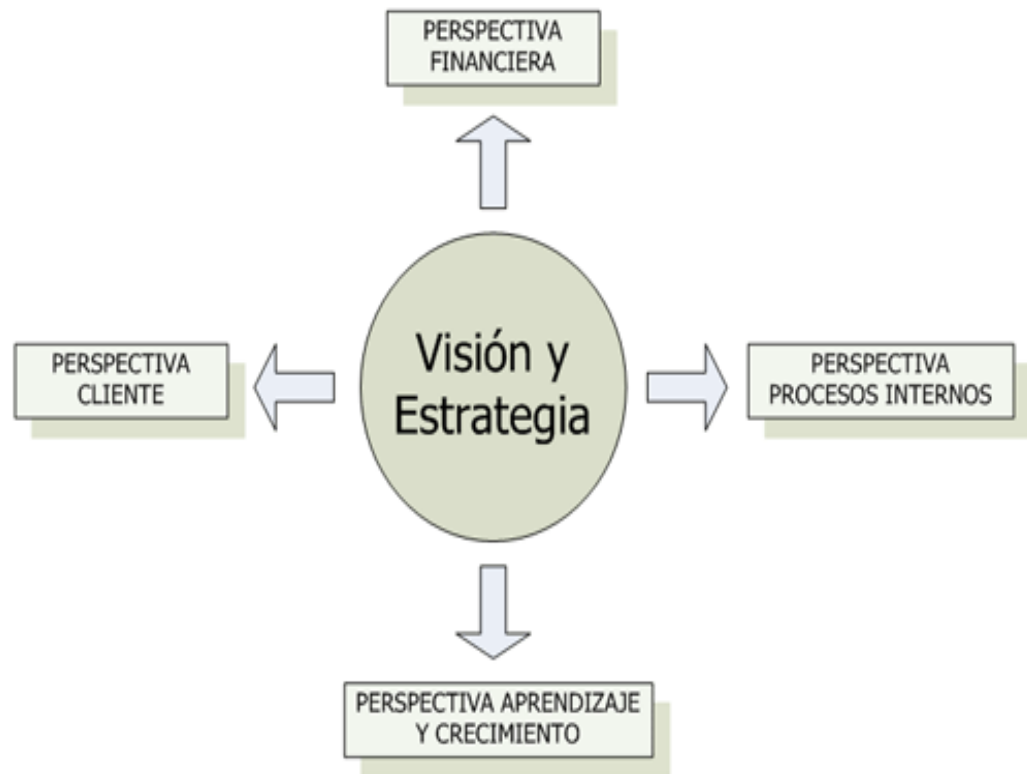 PERSPECTIVA
FINANCIERA
PERSPECTIVA
CLIENTE
Visión y
Estrategia
PERSPECTIVA
PROCESOS INTERNOS
PERSPECTIVA APRENDIZAJE
Y CRECIMIENTO